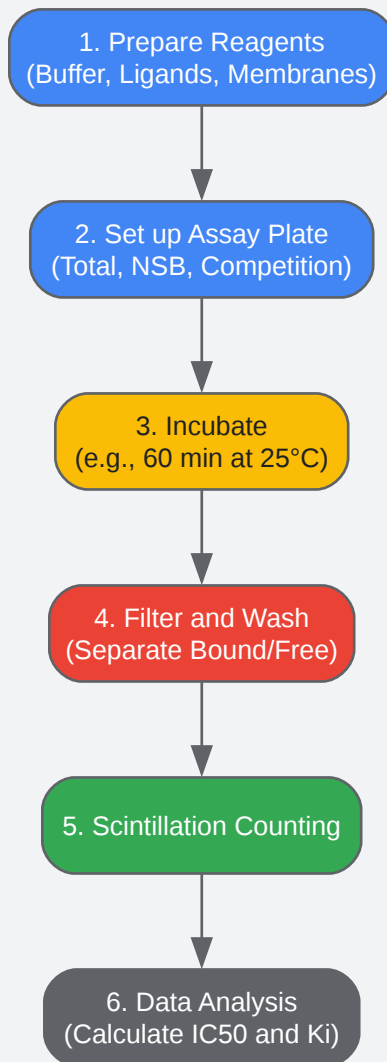 1. Prepare Reagents
(Buffer, Ligands, Membranes)
2. Set up Assay Plate
(Total, NSB, Competition)
3. Incubate
(e.g., 60 min at 25°C)
4. Filter and Wash
(Separate Bound/Free)
5. Scintillation Counting
6. Data Analysis
(Calculate IC50 and Ki)